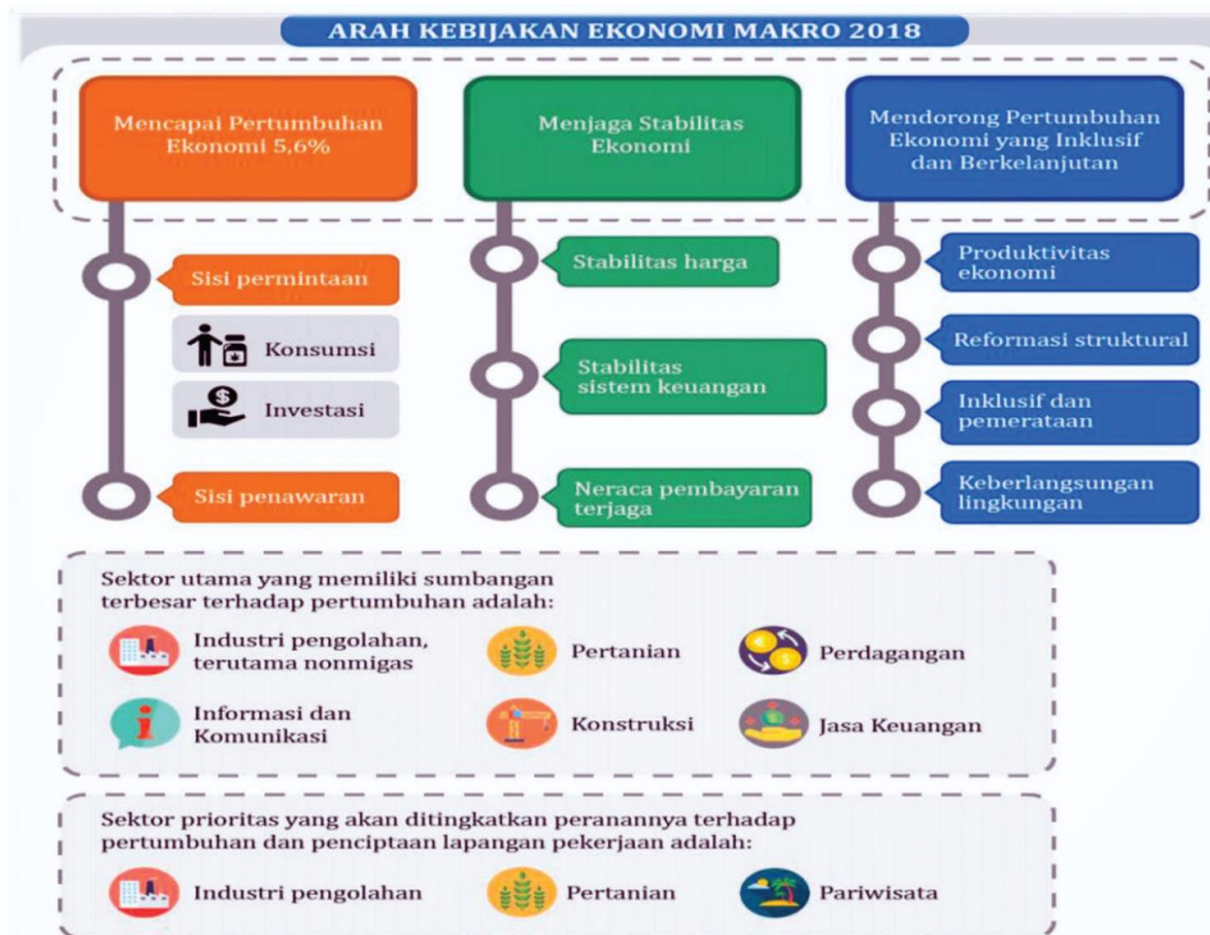 ARAH KEBIJAKAN EKONOMI MAKRO 2018
Mencapai Pertumbuhan
Ekonomi 5,6%
Sisi permintaan
Konsumsi
Investasi
Sisi penawaran
Menjaga Stabilitas
Ekonomi
Stabilitas harga
Stabilitas
sistem keuangan
Neraca pembayaran
terjaga
Mendorong Pertumbuhan
Ekonomi yang Inklusif
dan Berkelanjutan
Produktivitas
ekonomi
Reformasi struktural
Inklusif dan
pemerataan
Keberlangsungan
lingkungan
Sektor utama yang memiliki sumbangan
terbesar terhadap pertumbuhan adalah:
Industri pengolahan,
terutama nonmigas
Pertanian
Perdagangan
Informasi dan
Komunikasi
Konstruksi
Jasa Keuangan
Sektor prioritas yang akan ditingkatkan peranannya terhadap
pertumbuhan dan penciptaan lapangan pekerjaan adalah:
Industri pengolahan
Pertanian
Pariwisata